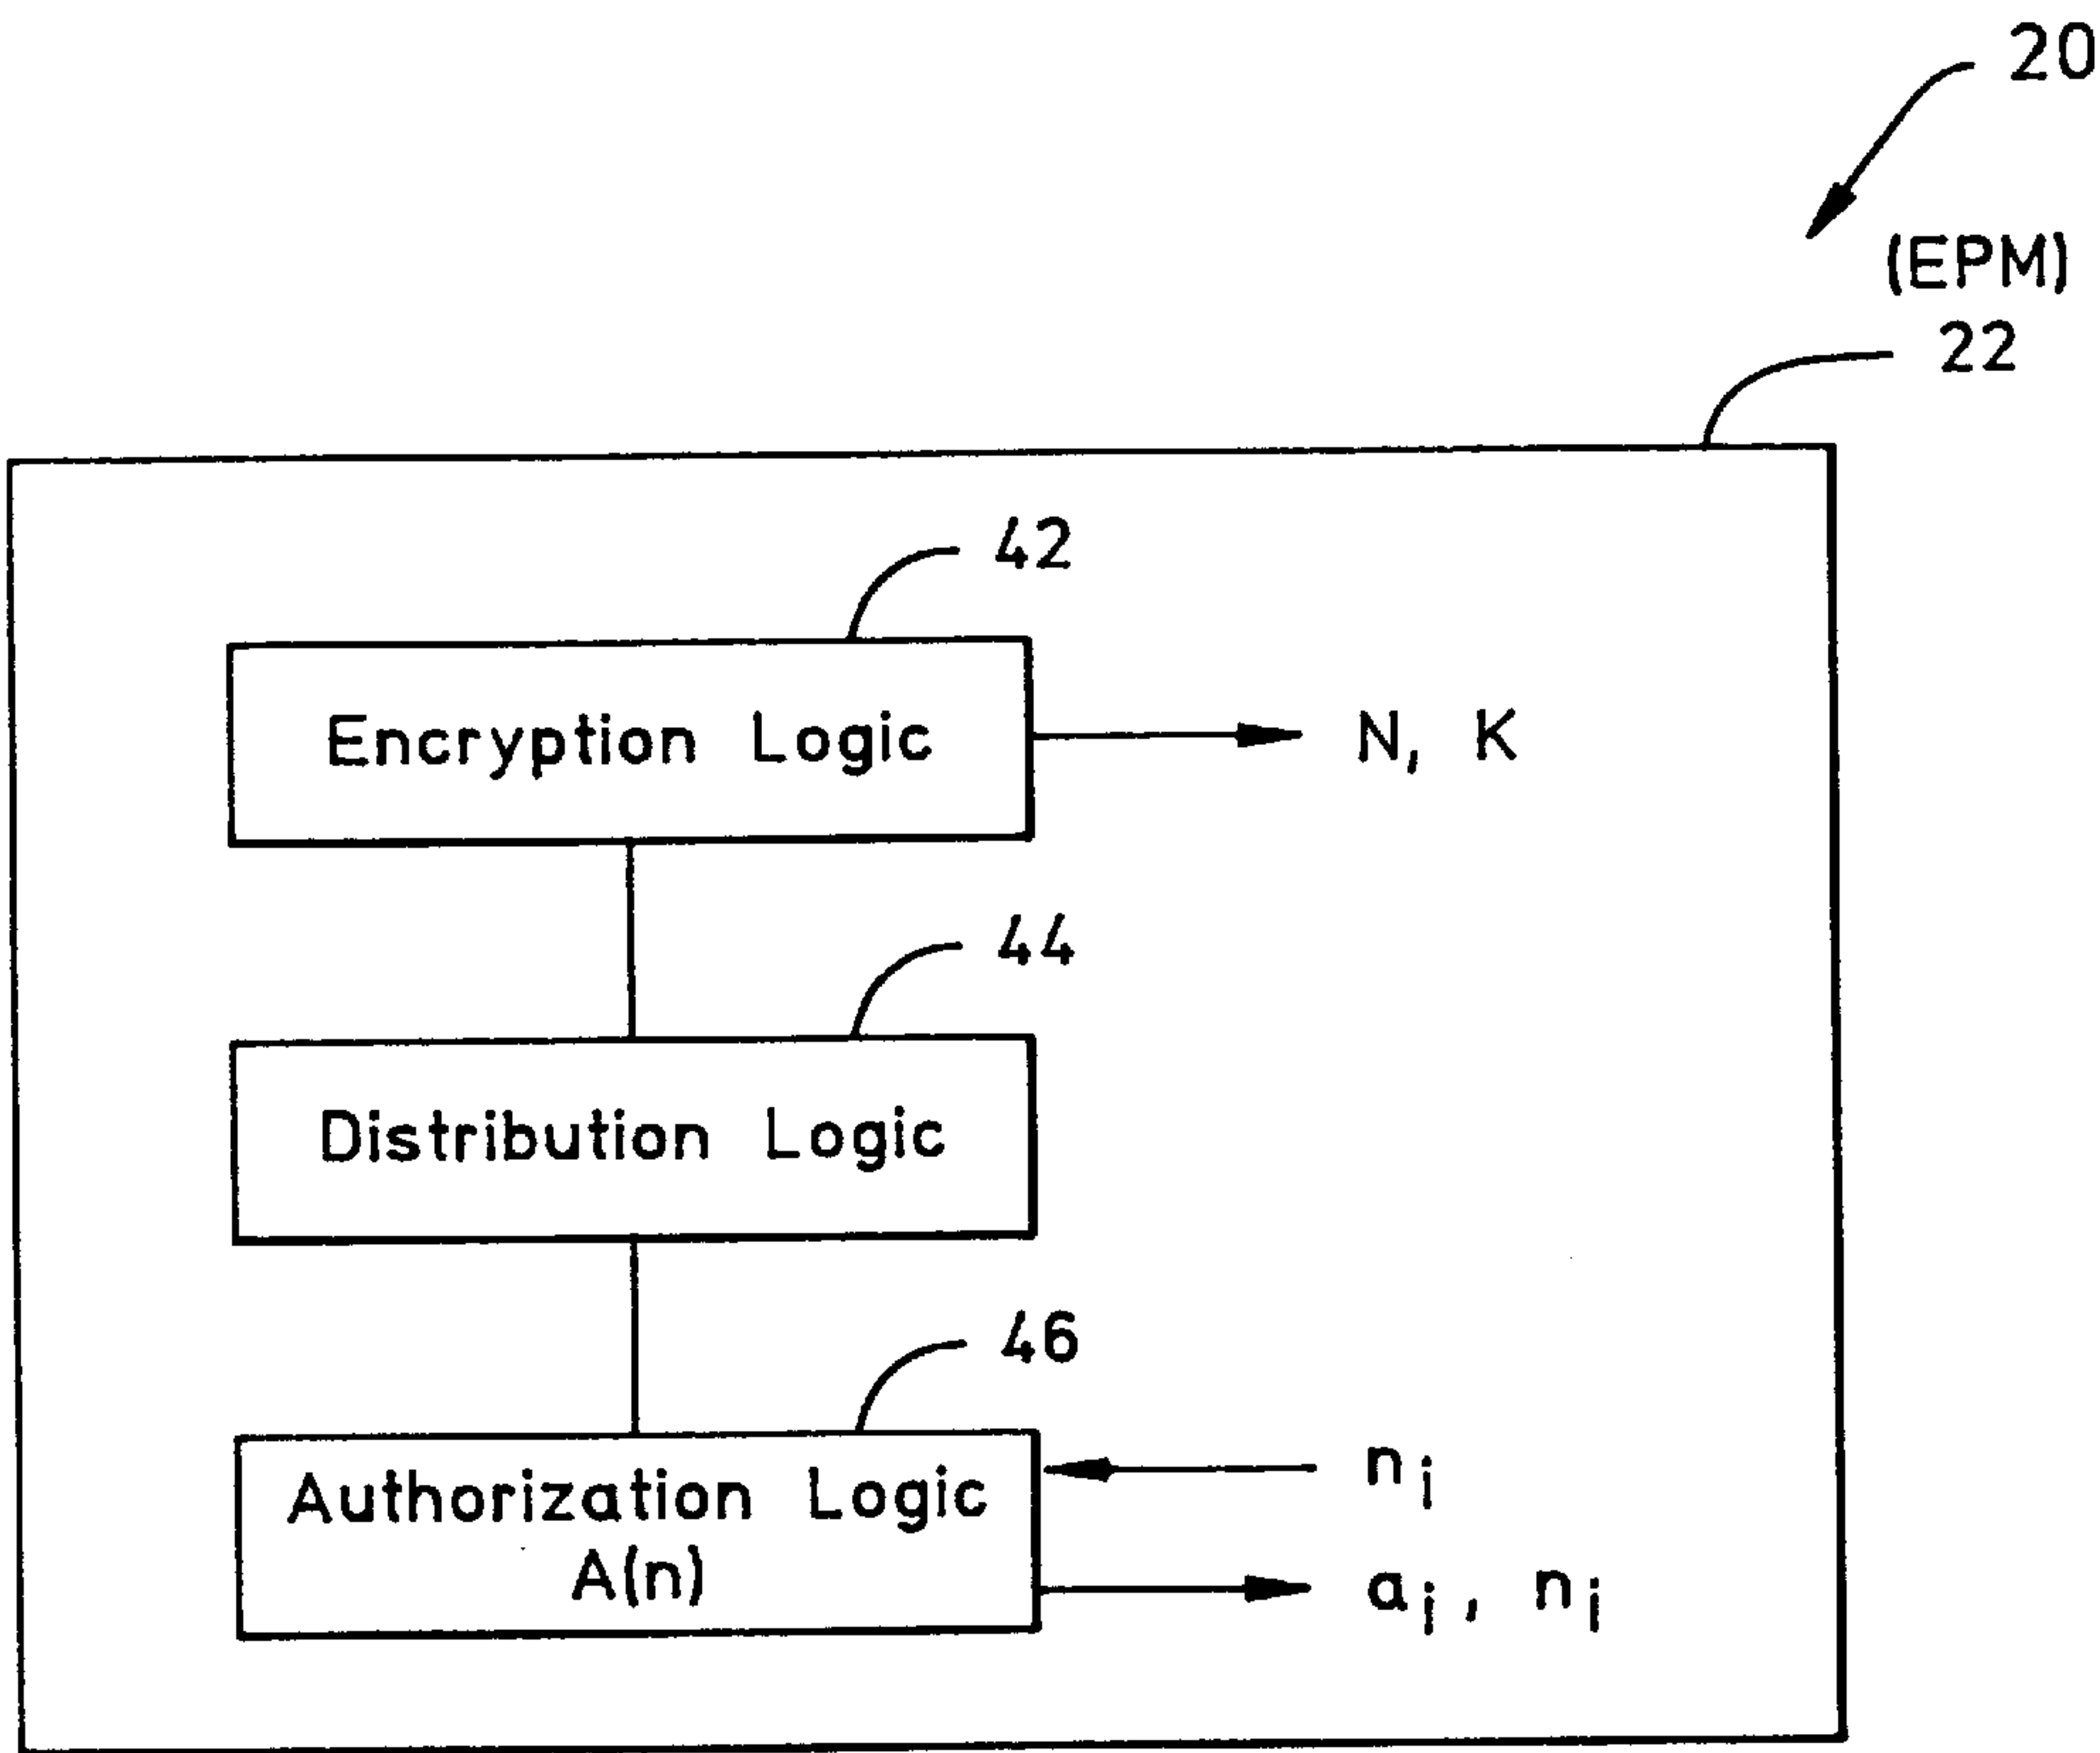 20
(EPM)
22
42
Encryption Logic
N, K
44
Distribution Logic
46
Authorization Logic
A(n)
n_i
a_i, n_i